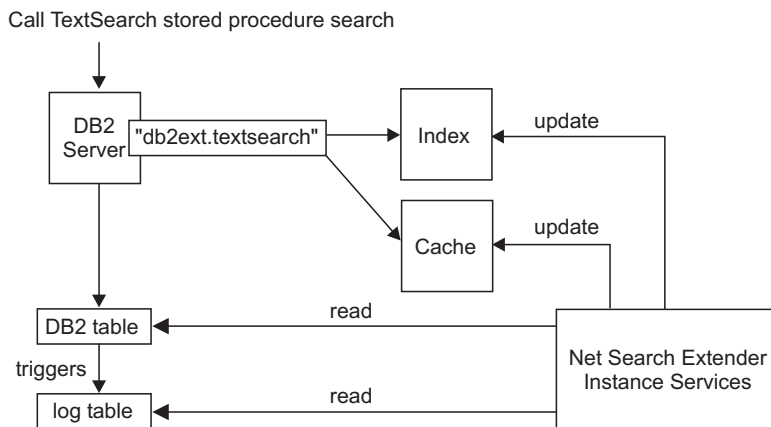 Call TextSearch stored procedure search
DB2
Server
"db2ext.textsearch"
Index
update
Cache
update
DB2 table
read
triggers
Net Search Extender
Instance Services
log table
read